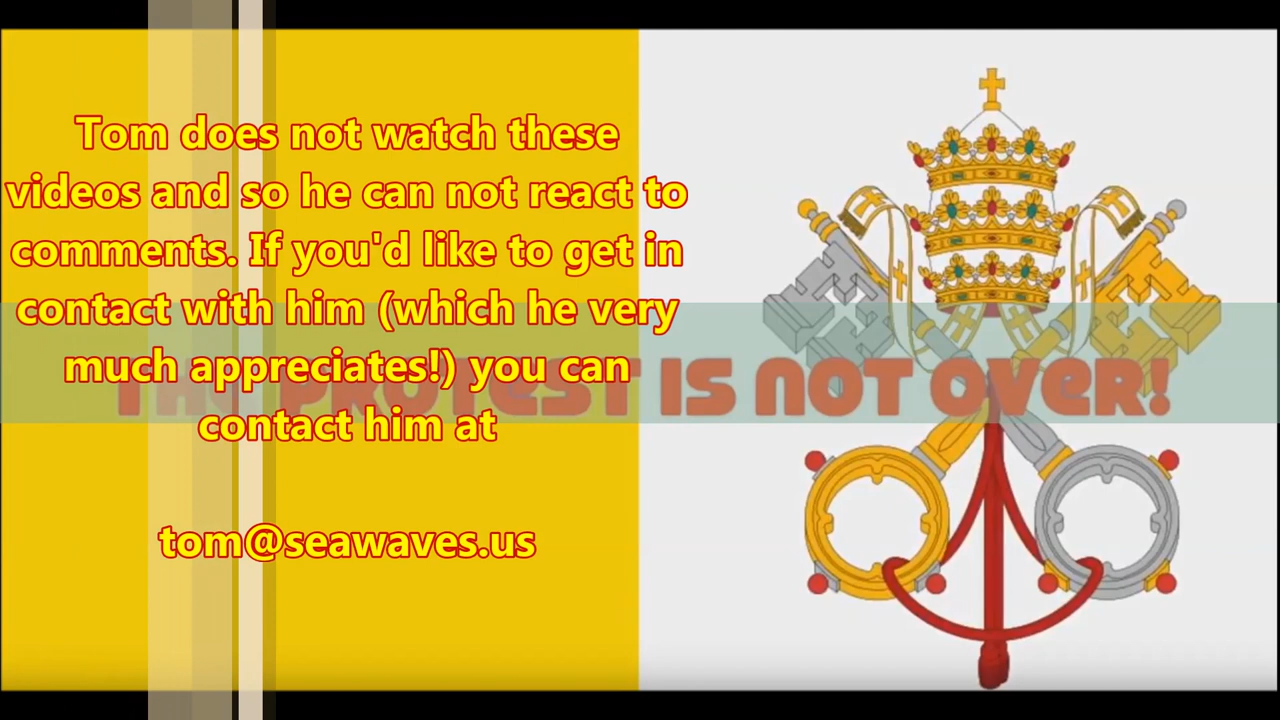 Tom does not watch these
videos and so he can not react to
comments. If you'd like to get in
contact with him (which he very
much appreciates!) you can
contact him at
tom@seawaves.us
THE PROTEST IS NOT OVER!